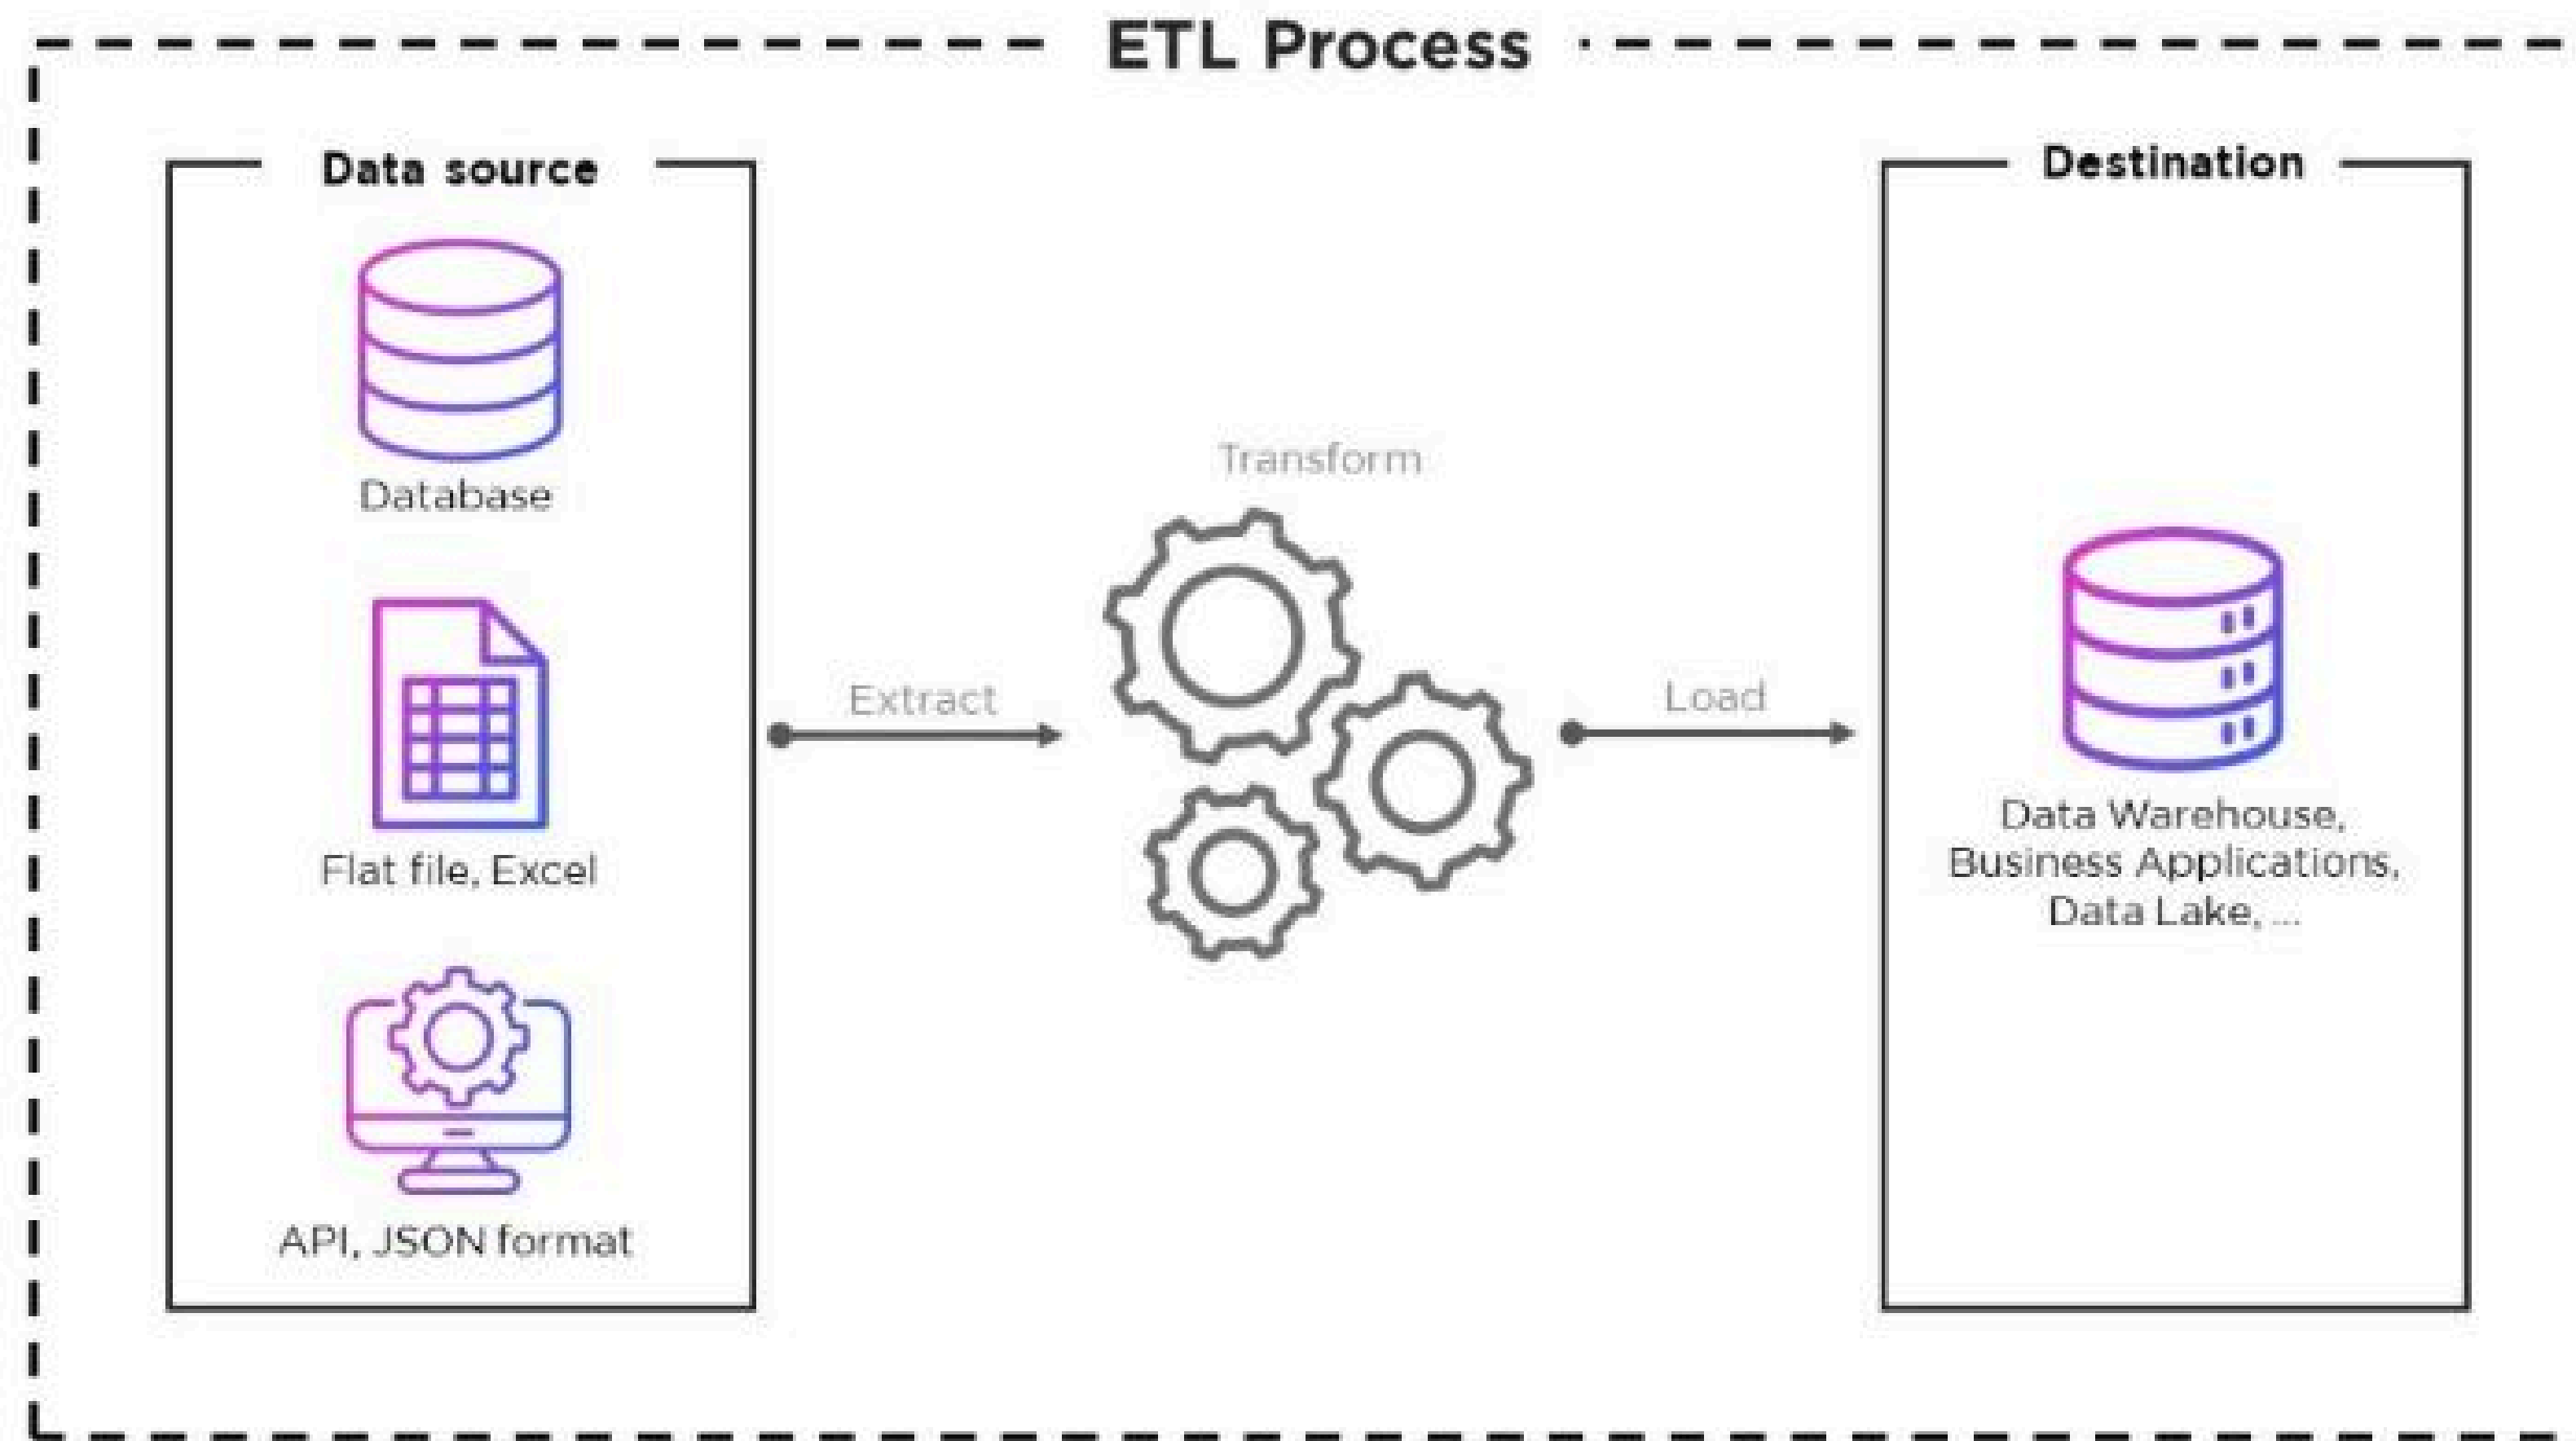 ETL Process
Data source
Database
Flat file, Excel
API, JSON format
Extract
Transform
Load
Destination
Data Warehouse,
Business Applications,
Data Lake, ...